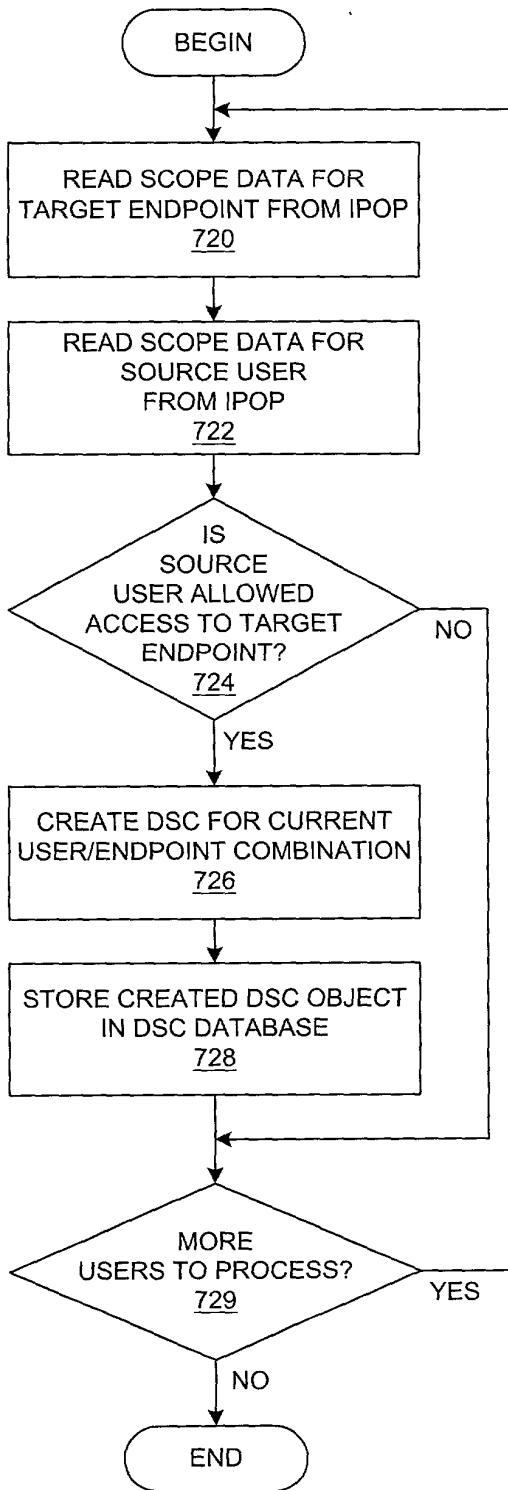 BEGIN
READ SCOPE DATA FOR
TARGET ENDPOINT FROM IPOP
720
READ SCOPE DATA FOR
SOURCE USER
FROM IPOP
722
IS
SOURCE
USER ALLOWED
ACCESS TO TARGET
ENDPOINT?
724
NO
YES
CREATE DSC FOR CURRENT
USER/ENDPOINT COMBINATION
726
STORE CREATED DSC OBJECT
IN DSC DATABASE
728
MORE
USERS TO PROCESS?
729
YES
NO
END